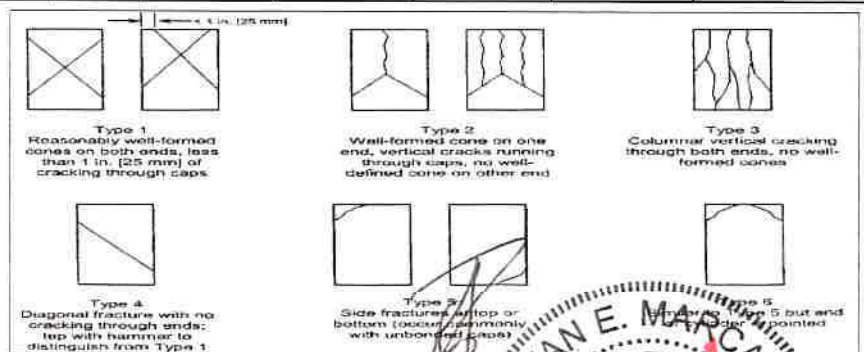 < 1 in. [25 mm]
Type 1
Reasonably well-formed
cones on both ends, less
than 1 in. [25 mm] of
cracking through caps
Type 2
Well-formed cone on one
end, vertical cracks running
through caps, no well-
defined cone on other end
Type 3
Columnar vertical cracking
through both ends, no well-
formed cones
Type 4
Diagonal fracture with no
cracking through ends;
tap with hammer to
distinguish from Type 1
Type 5
Side fractures at top or
bottom (occur commonly
with unbonded caps)
Type 6
Similar to Type 5 but end
of cylinder is pointed
AN E. MARCA